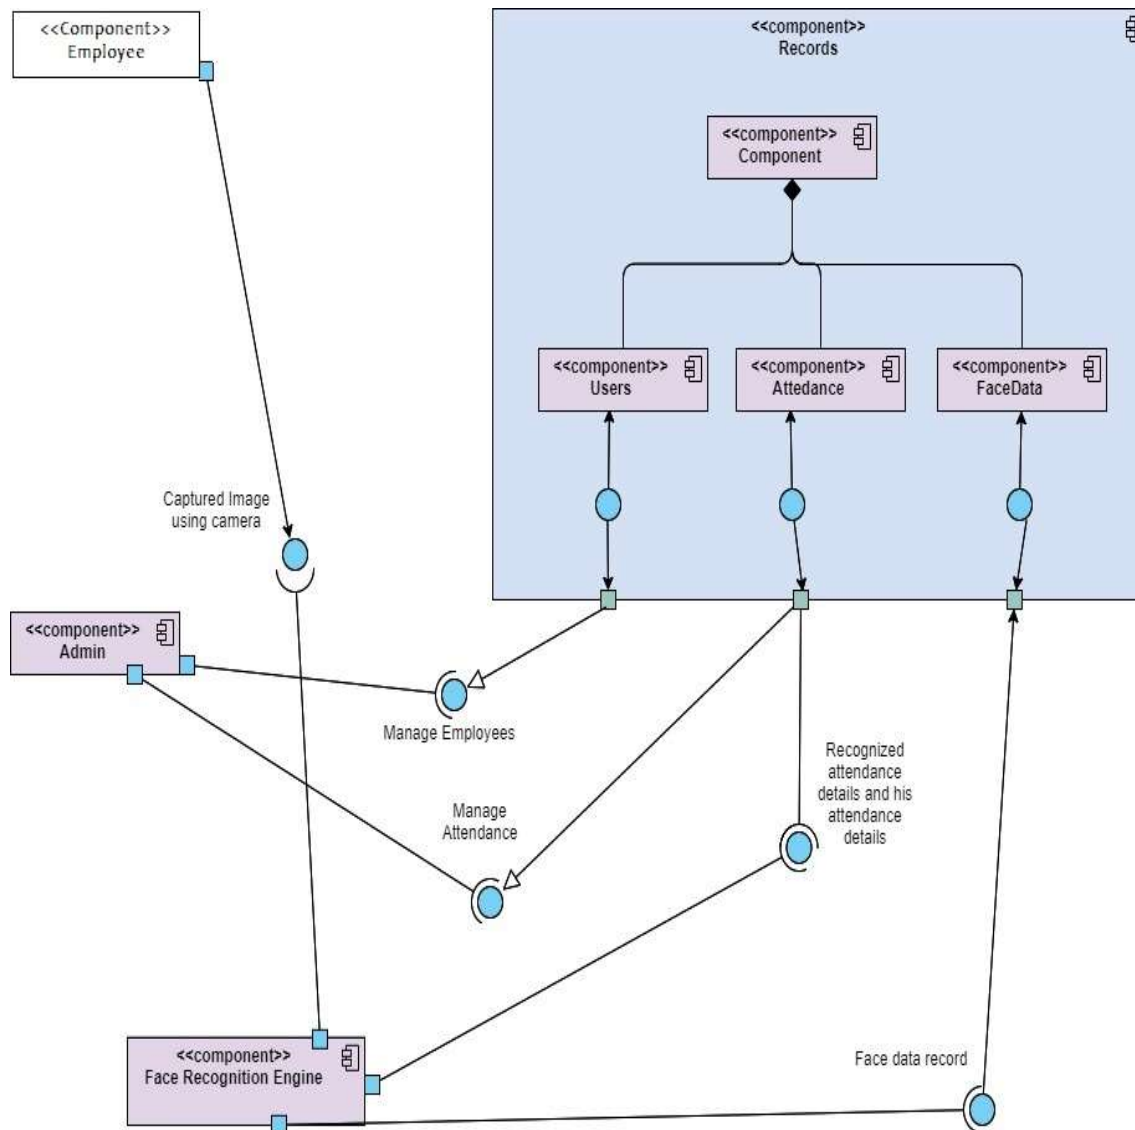 <<Component>>
Employee
<<component>>
Records
<<component>>
Component
<<component>>
Users
<<component>>
Attedance
<<component>>
FaceData
Captured Image
using camera
<<component>>
Admin
Manage Employees
Manage
Attendance
Recognized
attendance
details and his
attendance
details
<<component>>
Face Recognition Engine
Face data record